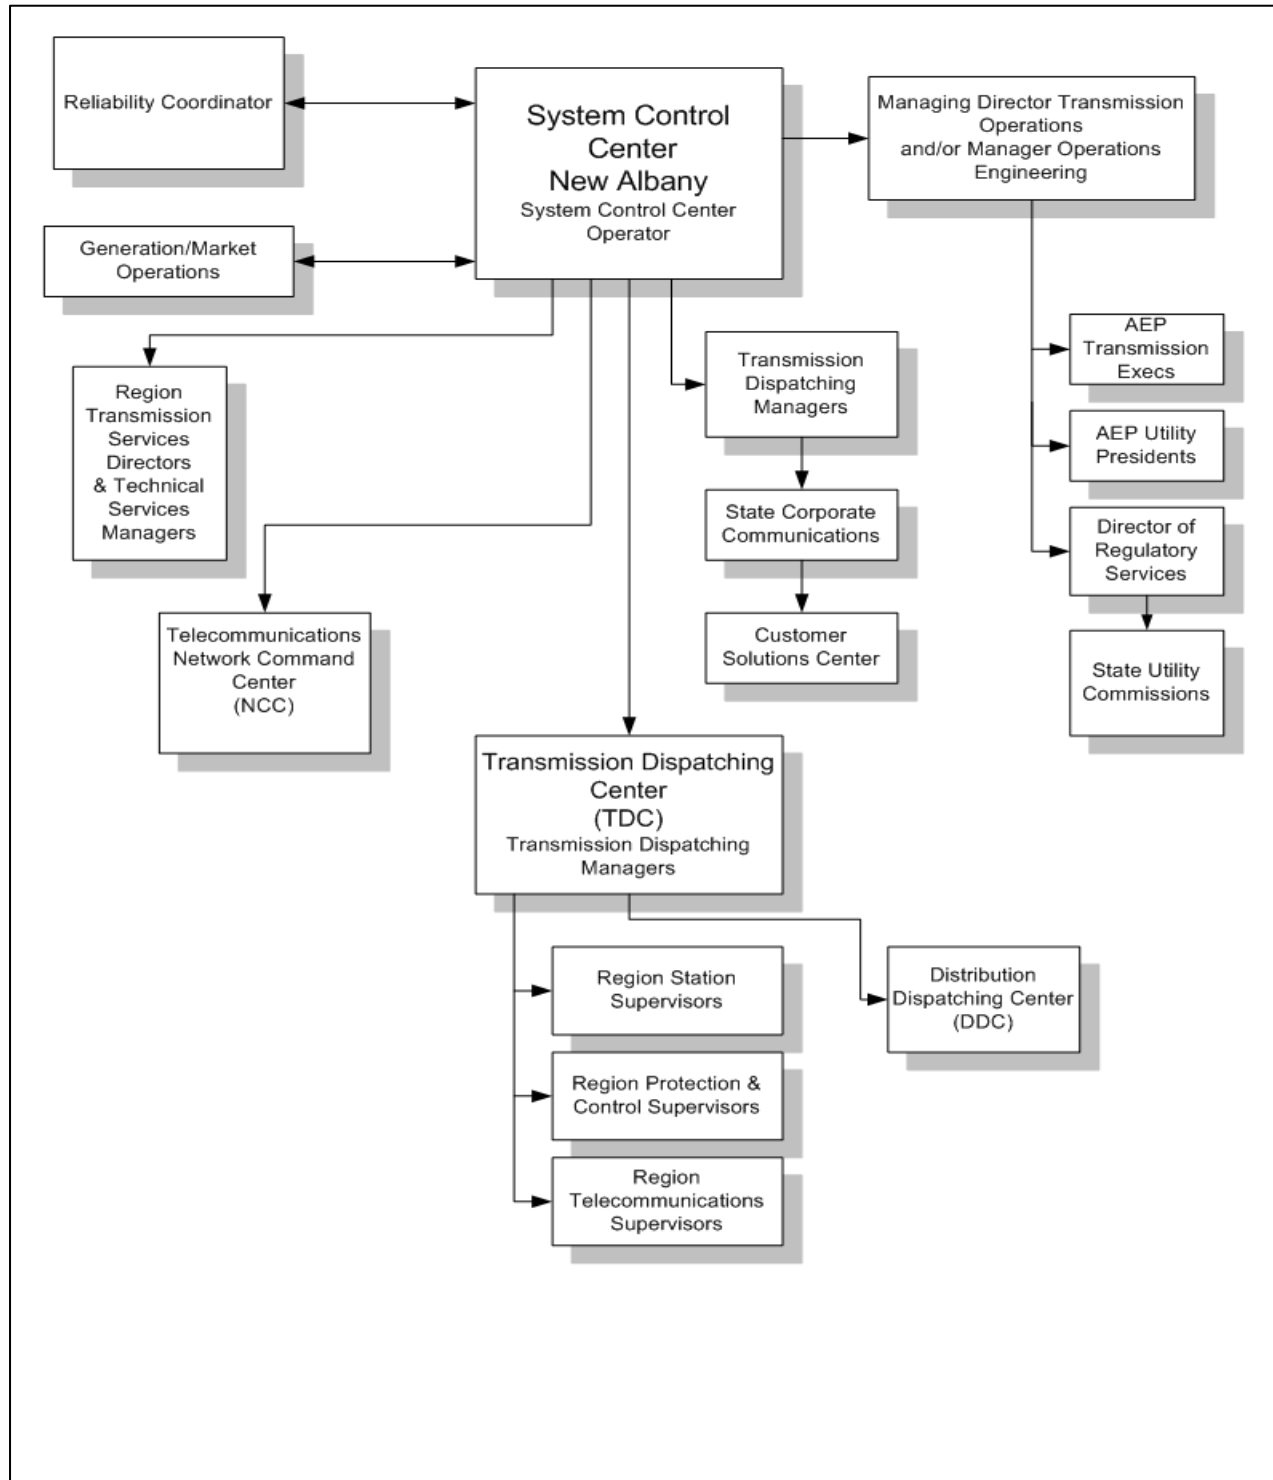 Reliability Coordinator
System Control
Center
New Albany
System Control Center
Operator
Managing Director Transmission
Operations
and/or Manager Operations
Engineering
Generation/Market
Operations
Region
Transmission
Services
Directors
& Technical
Services
Managers
Transmission
Dispatching
Managers
AEP
Transmission
Execs
AEP Utility
Presidents
State Corporate
Communications
Director of
Regulatory
Services
Telecommunications
Network Command
Center
(NCC)
Customer
Solutions Center
State Utility
Commissions
Transmission Dispatching
Center
(TDC)
Transmission Dispatching
Managers
Region Station
Supervisors
Distribution
Dispatching Center
(DDC)
Region Protection &
Control Supervisors
Region
Telecommunications
Supervisors